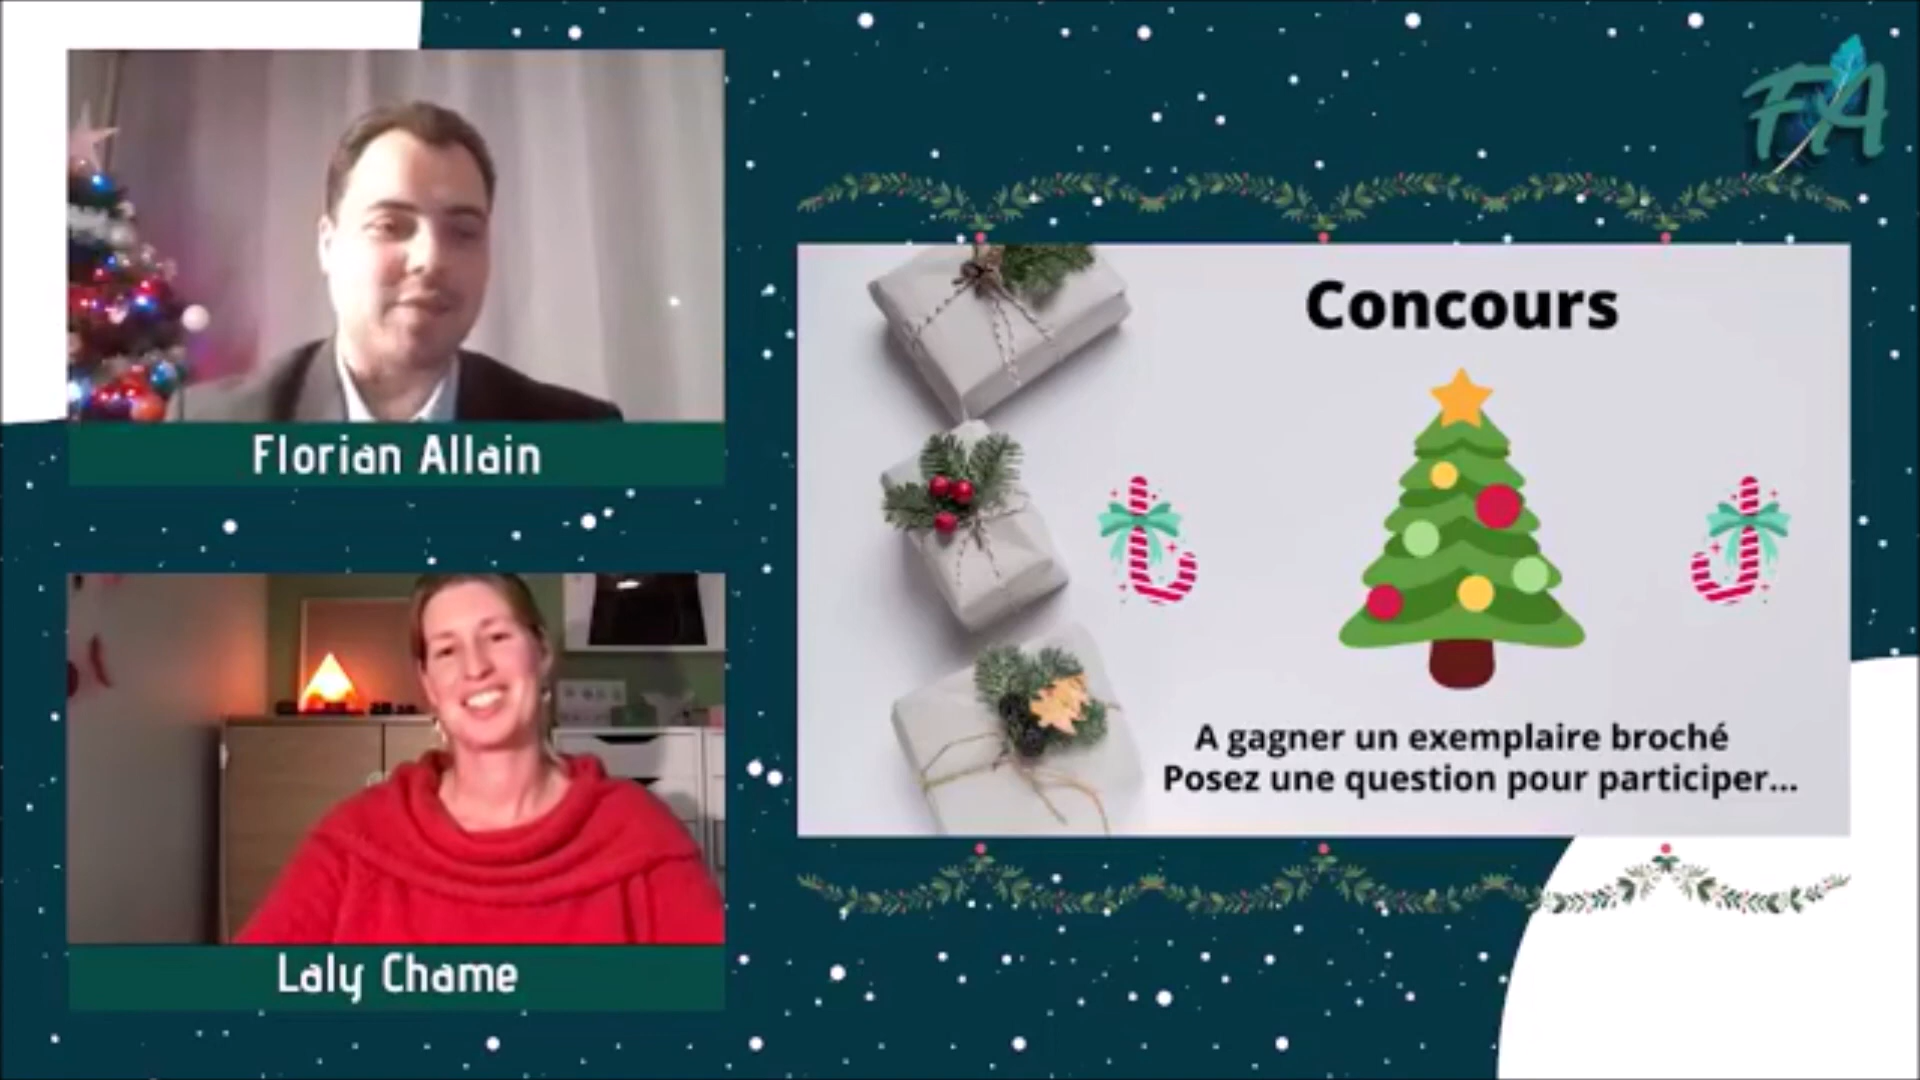 FA
Florian Allain
Concours
A gagner un exemplaire broché
Posez une question pour participer...
Laly Chame